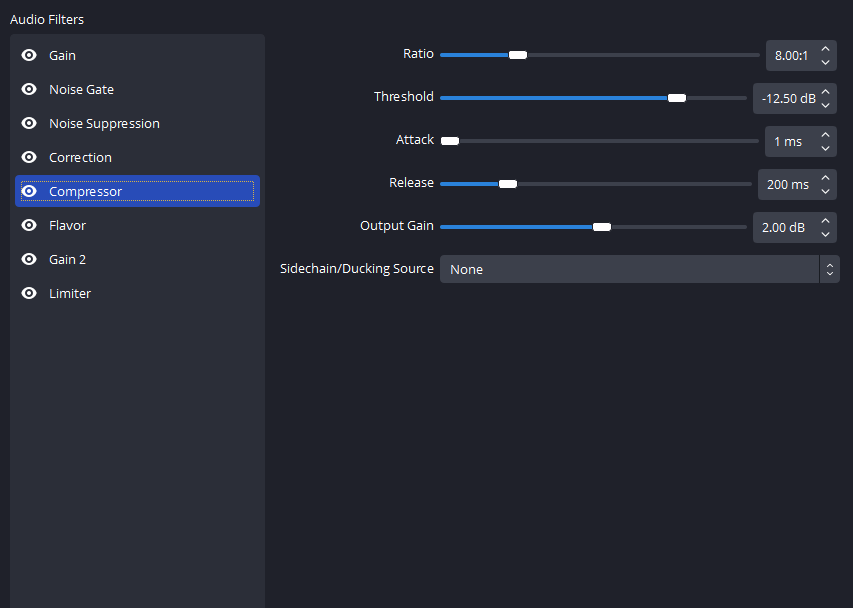 Audio Filters
Gain
Noise Gate
Noise Suppression
Correction
Compressor
Flavor
Gain 2
Limiter
Ratio 8.00:1
Threshold -12.50 dB
Attack 1 ms
Release 200 ms
Output Gain 2.00 dB
Sidechain/Ducking Source None